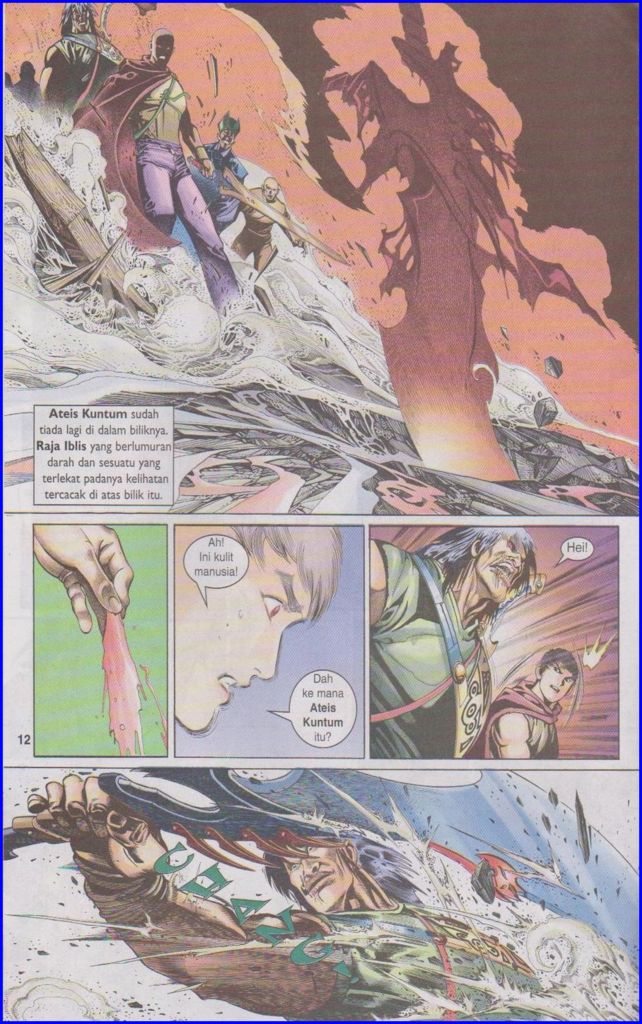 Ateis Kuntum sudah
tiada lagi di dalam biliknya.
Raja Iblis yang berlumuran
darah dan sesuatu yang
terlekat padanya kelihatan
tercacak di atas bilik itu.
Ah!
Ini kulit
manusia!
Dah
ke mana
Ateis
Kuntum
itu?
Hei!
12
UZANG